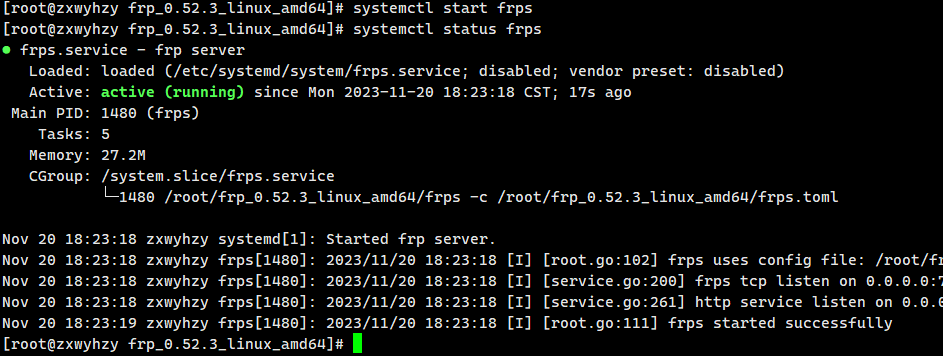 [root@zxwyhzy frp_0.52.3_linux_amd64]# systemctl start frps
[root@zxwyhzy frp_0.52.3_linux_amd64]# systemctl status frps
● frps.service - frp server
   Loaded: loaded (/etc/systemd/system/frps.service; disabled; vendor preset: disabled)
   Active: active (running) since Mon 2023-11-20 18:23:18 CST; 17s ago
 Main PID: 1480 (frps)
    Tasks: 5
   Memory: 27.2M
   CGroup: /system.slice/frps.service
           └─1480 /root/frp_0.52.3_linux_amd64/frps -c /root/frp_0.52.3_linux_amd64/frps.toml
Nov 20 18:23:18 zxwyhzy systemd[1]: Started frp server.
Nov 20 18:23:18 zxwyhzy frps[1480]: 2023/11/20 18:23:18 [I] [root.go:102] frps uses config file: /root/fr
Nov 20 18:23:18 zxwyhzy frps[1480]: 2023/11/20 18:23:18 [I] [service.go:200] frps tcp listen on 0.0.0.0:7
Nov 20 18:23:18 zxwyhzy frps[1480]: 2023/11/20 18:23:18 [I] [service.go:261] http service listen on 0.0.0
Nov 20 18:23:19 zxwyhzy frps[1480]: 2023/11/20 18:23:18 [I] [root.go:111] frps started successfully
[root@zxwyhzy frp_0.52.3_linux_amd64]#